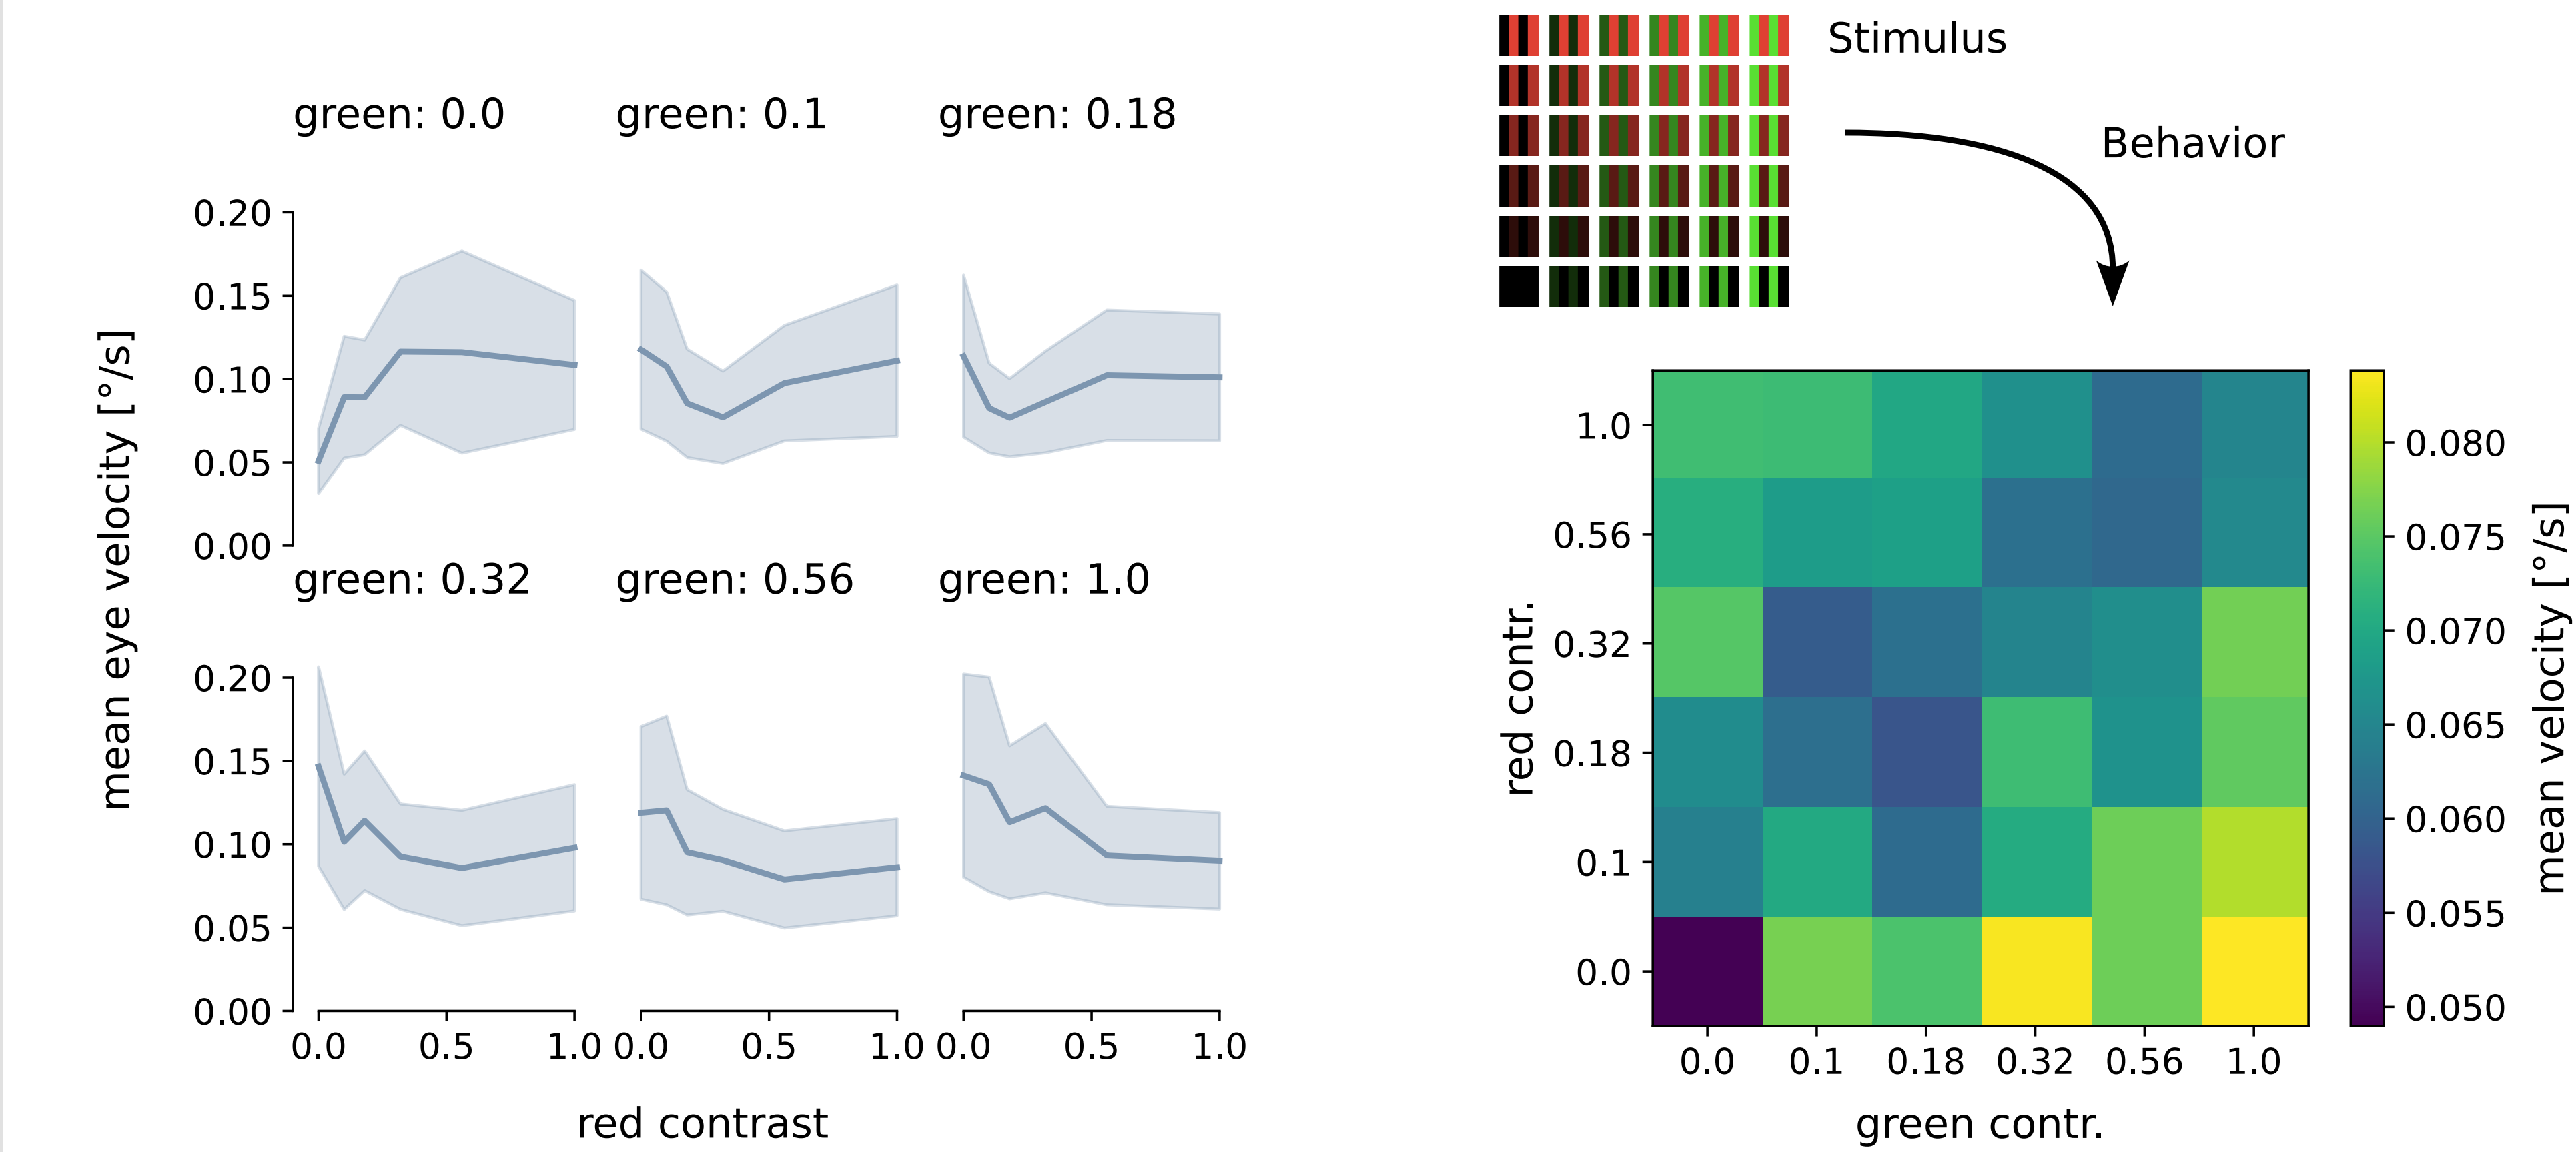 green: 0.0
green: 0.1
green: 0.18
0.20
0.15
0.10
0.05
0.00
mean eye velocity [°/s]
green: 0.32
green: 0.56
green: 1.0
0.20
0.15
0.10
0.05
0.00
0.0 0.5 1.0
0.0 0.5 1.0
0.0 0.5 1.0
red contrast
Stimulus
Behavior
red contr.
1.0
0.56
0.32
0.18
0.1
0.0
0.0 0.1 0.18 0.32 0.56 1.0
green contr.
0.080
0.075
0.070
0.065
0.060
0.055
0.050
mean velocity [°/s]